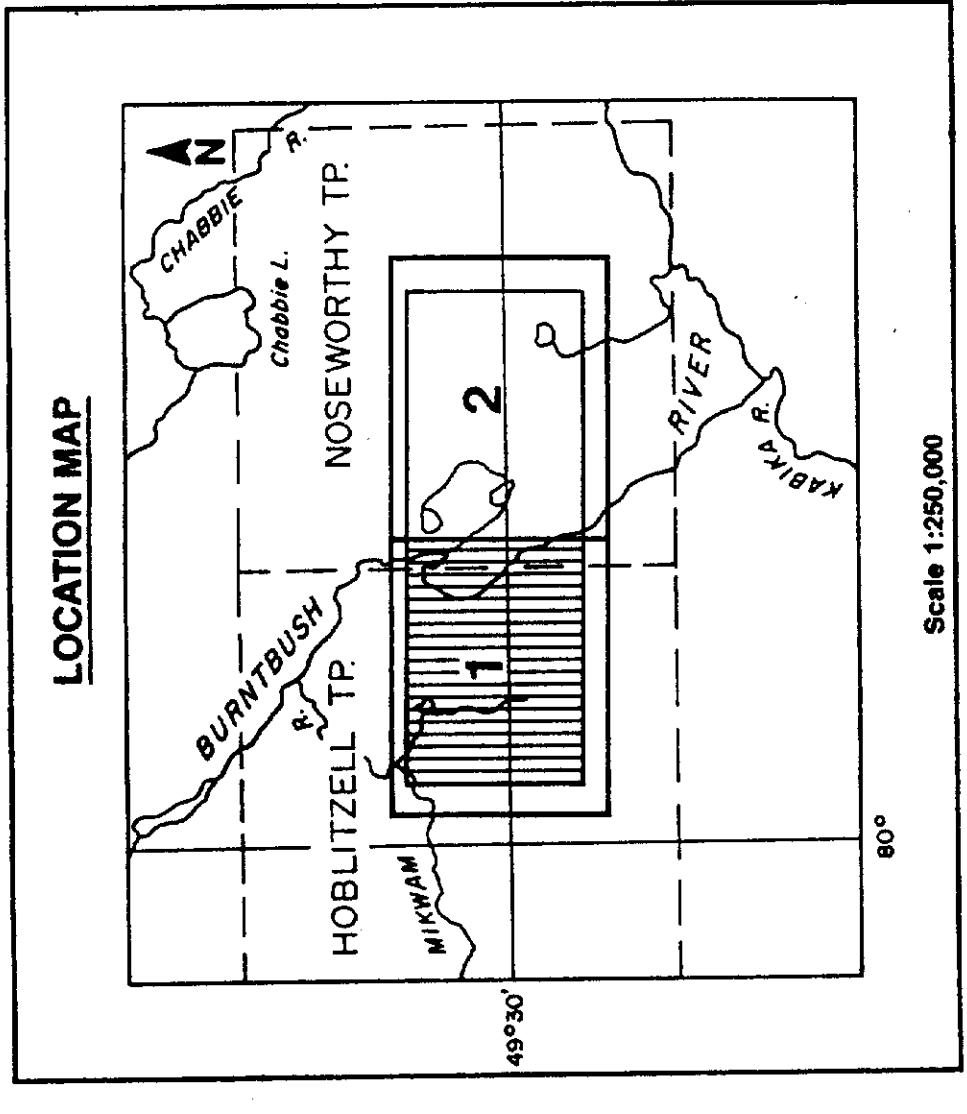 LOCATION MAP
N
CHABBIE
R.
Chabbie L.
BURNTBUSH
R.
HOBLITZELL TP.
NOSEWORTHY TP.
MIKWAM
1
2
RIVER
KABIKA R.
49°30'
80°
Scale 1:250,000